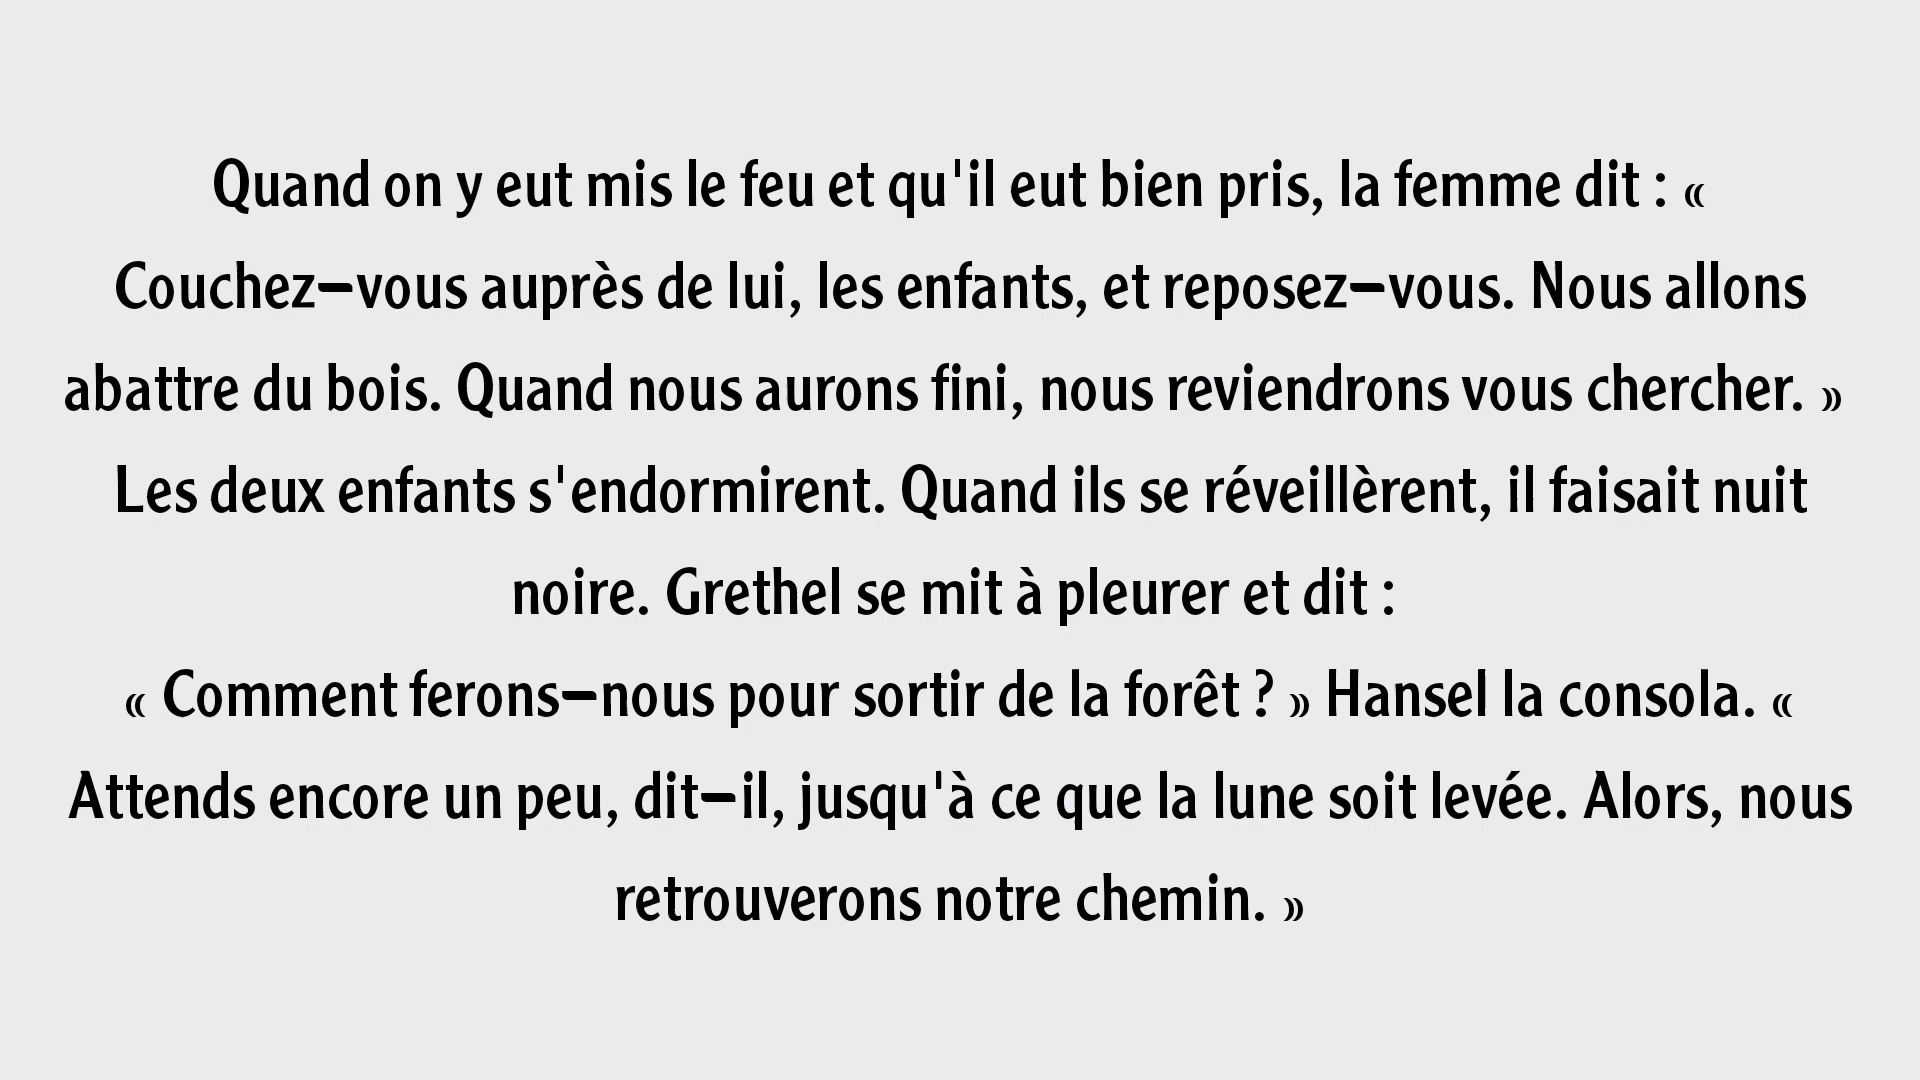 Quand on y eut mis le feu et qu'il eut bien pris, la femme dit : «
Couchez-vous auprès de lui, les enfants, et reposez-vous. Nous allons
abattre du bois. Quand nous aurons fini, nous reviendrons vous chercher. »
Les deux enfants s'endormirent. Quand ils se réveillèrent, il faisait nuit
noire. Grethel se mit à pleurer et dit :
« Comment ferons-nous pour sortir de la forêt ? » Hansel la consola. «
Attends encore un peu, dit-il, jusqu'à ce que la lune soit levée. Alors, nous
retrouverons notre chemin. »